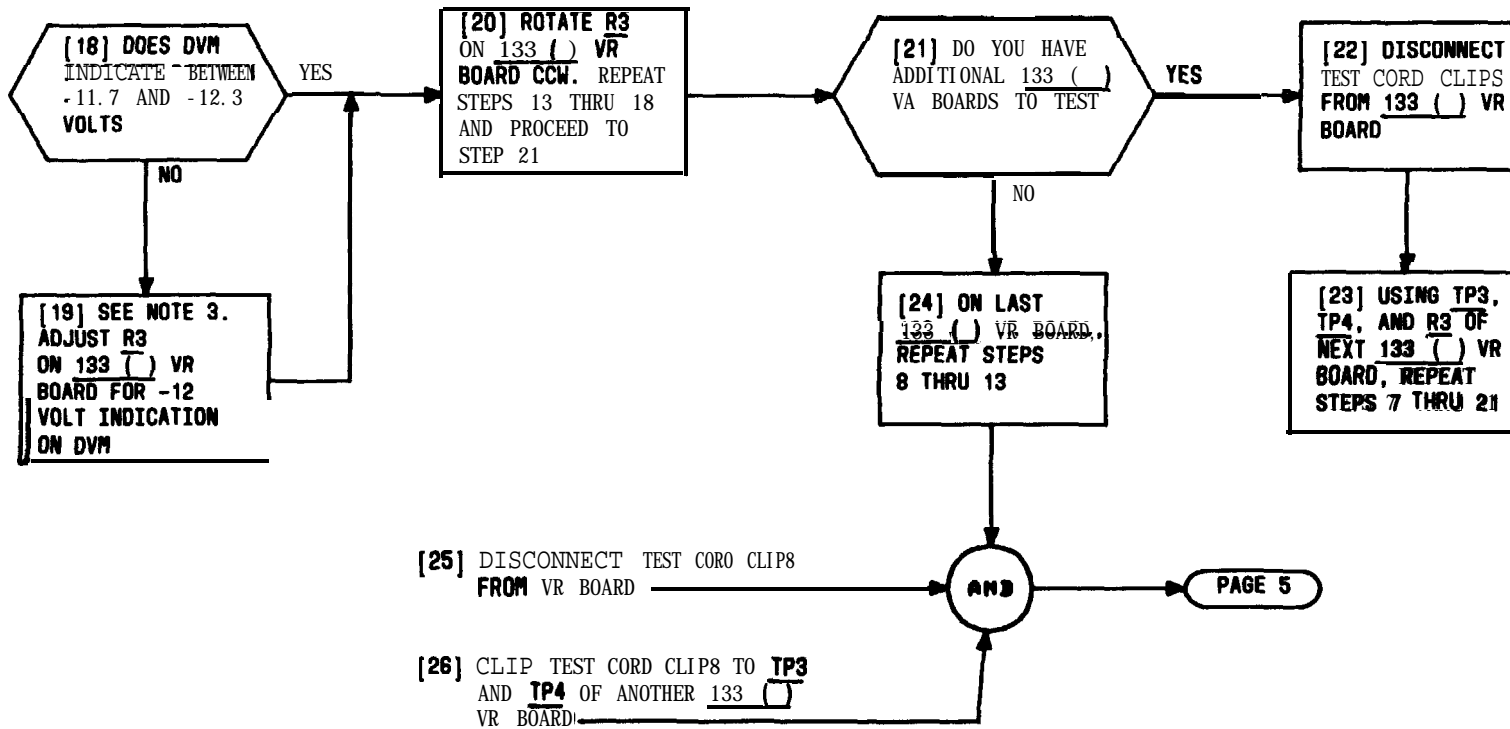 [18] DOES DVM
INDICATE BETWEEN
-11.7 AND -12.3
VOLTS
YES
NO
[19] SEE NOTE 3.
ADJUST R3
ON 133 ( ) VR
BOARD FOR -12
VOLT INDICATION
ON DVM
[20] ROTATE R3
ON 133 ( ) VR
BOARD CCW. REPEAT
STEPS 13 THRU 18
AND PROCEED TO
STEP 21
[21] DO YOU HAVE
ADDITIONAL 133 ( )
VA BOARDS TO TEST
YES
NO
[22] DISCONNECT
TEST CORD CLIPS
FROM 133 ( ) VR
BOARD
[23] USING TP3,
TP4, AND R3 OF
NEXT 133 ( ) VR
BOARD, REPEAT
STEPS 7 THRU 21
[24] ON LAST
133 ( ) VR BOARD,
REPEAT STEPS
8 THRU 13
[25] DISCONNECT TEST CORO CLIP8
FROM VR BOARD
AND
PAGE 5
[26] CLIP TEST CORD CLIP8 TO TP3
AND TP4 OF ANOTHER 133 ( )
VR BOARD